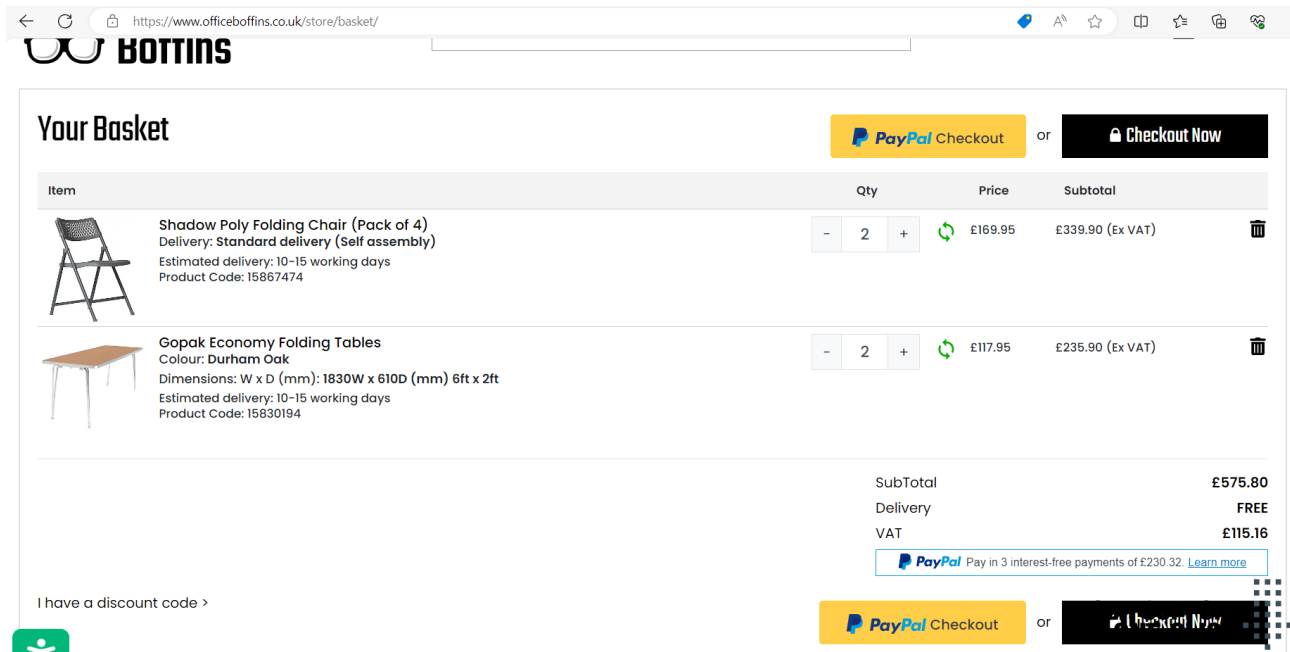 https://www.officeboffins.co.uk/store/basket/
Boffins
Your Basket
PayPal Checkout or Checkout Now
Item Qty Price Subtotal
Shadow Poly Folding Chair (Pack of 4)
Delivery: Standard delivery (Self assembly)
- 2 + £169.95 £339.90 (Ex VAT)
Estimated delivery: 10-15 working days
Product Code: 15867474
Gopak Economy Folding Tables
Colour: Durham Oak
- 2 + £117.95 £235.90 (Ex VAT)
Dimensions: W x D (mm): 1830W x 610D (mm) 6ft x 2ft
Estimated delivery: 10-15 working days
Product Code: 15830194
SubTotal £575.80
Delivery FREE
VAT £115.16
PayPal Pay in 3 interest-free payments of £230.32. Learn more
I have a discount code >
PayPal Checkout or Checkout Now